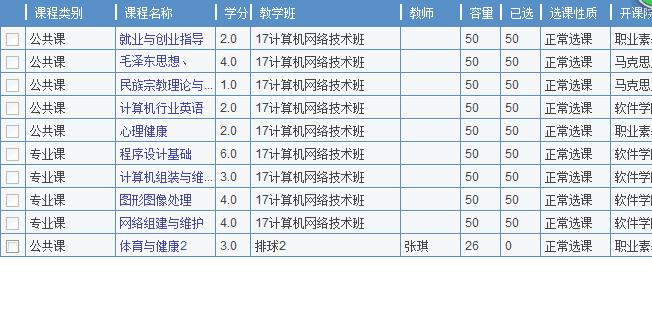 课程类别 课程名称 学分 教学班 教师 容量 已选 选课性质 开课院
公共课 就业与创业指导 2.0 17计算机网络技术班 50 50 正常选课 职业素
公共课 毛泽东思想、 4.0 17计算机网络技术班 50 50 正常选课 马克思
公共课 民族宗教理论与... 1.0 17计算机网络技术班 50 50 正常选课 马克思
公共课 计算机行业英语 2.0 17计算机网络技术班 50 50 正常选课 软件学
公共课 心理健康 2.0 17计算机网络技术班 50 50 正常选课 职业素
专业课 程序设计基础 6.0 17计算机网络技术班 50 50 正常选课 软件学
专业课 计算机组装与维... 3.0 17计算机网络技术班 50 50 正常选课 软件学
专业课 图形图像处理 4.0 17计算机网络技术班 50 50 正常选课 软件学
专业课 网络组建与维护 4.0 17计算机网络技术班 50 50 正常选课 软件学
公共课 体育与健康2 3.0 排球2 张琪 26 0 正常选课 职业素